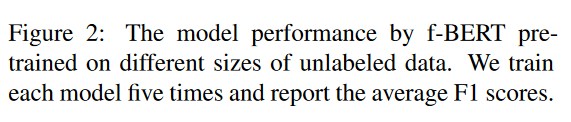 Figure 2: The model performance by f-BERT pre-
trained on different sizes of unlabeled data. We train
each model five times and report the average F1 scores.